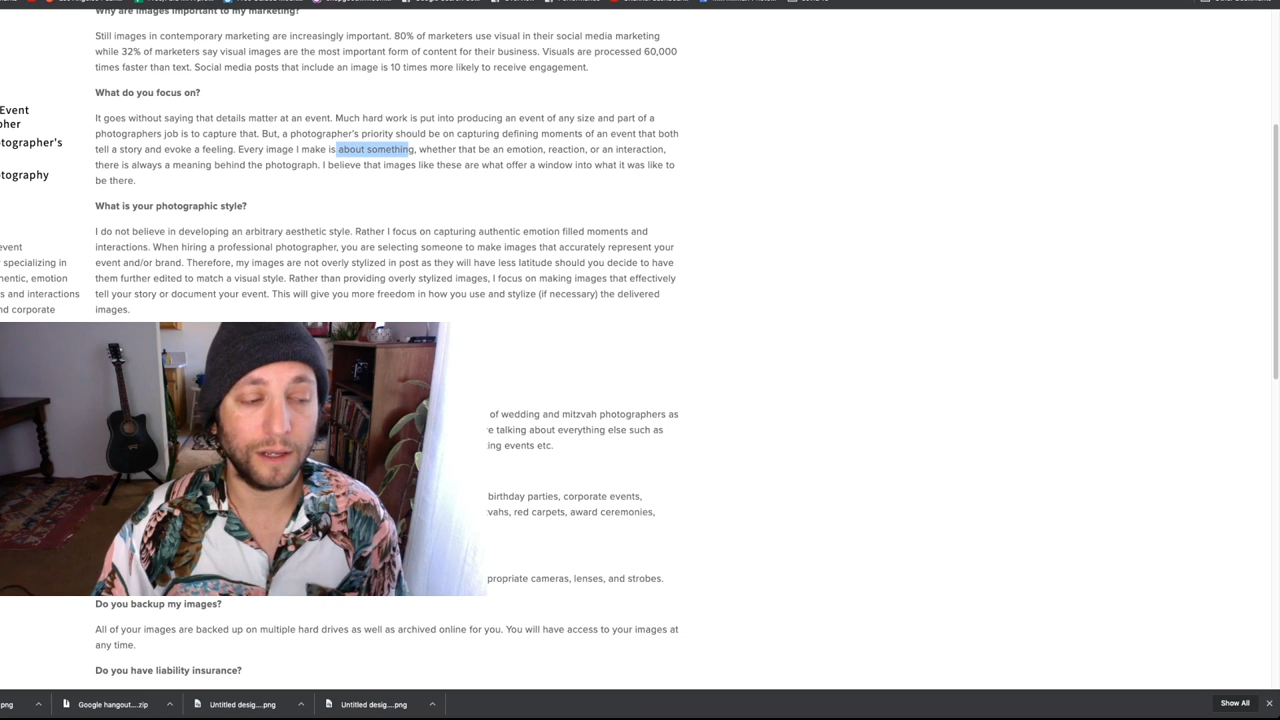 Why are images important to my marketing?
Still images in contemporary marketing are increasingly important. 80% of marketers use visual in their social media marketing
while 32% of marketers say visual images are the most important form of content for their business. Visuals are processed 60,000
times faster than text. Social media posts that include an image is 10 times more likely to receive engagement.
What do you focus on?
Event
pher
otographer's
otography
It goes without saying that details matter at an event. Much hard work is put into producing an event of any size and part of a
photographers job is to capture that. But, a photographer's priority should be on capturing defining moments of an event that both
tell a story and evoke a feeling. Every image I make is about something, whether that be an emotion, reaction, or an interaction,
there is always a meaning behind the photograph. I believe that images like these are what offer a window into what it was like to
be there.
What is your photographic style?
event
specializing in
hentic, emotion
s and interactions
nd corporate
I do not believe in developing an arbitrary aesthetic style. Rather I focus on capturing authentic emotion filled moments and
interactions. When hiring a professional photographer, you are selecting someone to make images that accurately represent your
event and/or brand. Therefore, my images are not overly stylized in post as they will have less latitude should you decide to have
them further edited to match a visual style. Rather than providing overly stylized images, I focus on making images that effectively
tell your story or document your event. This will give you more freedom in how you use and stylize (if necessary) the delivered
images.
of wedding and mitzvah photographers as
e talking about everything else such as
ing events etc.
birthday parties, corporate events,
vahs, red carpets, award ceremonies,
propriate cameras, lenses, and strobes.
Do you backup my images?
All of your images are backed up on multiple hard drives as well as archived online for you. You will have access to your images at
any time.
Do you have liability insurance?
.png
Google hangout....zip
Untitled desig....png
Untitled desig....png
Show All